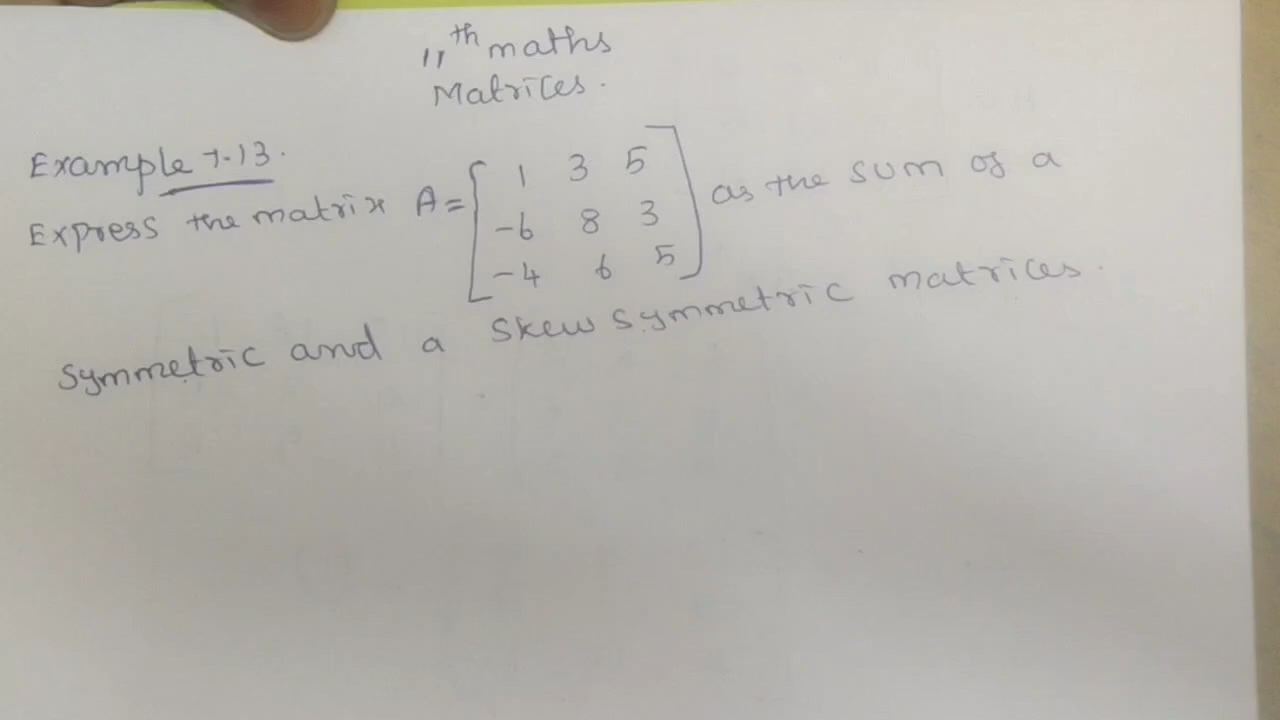 11th maths
Matrices.
Example 7.13.
Express the matrix A = [ 1 3 5 ] as the sum of a
-6 8 3
-4 6 5
symmetric and a skew symmetric matrices.